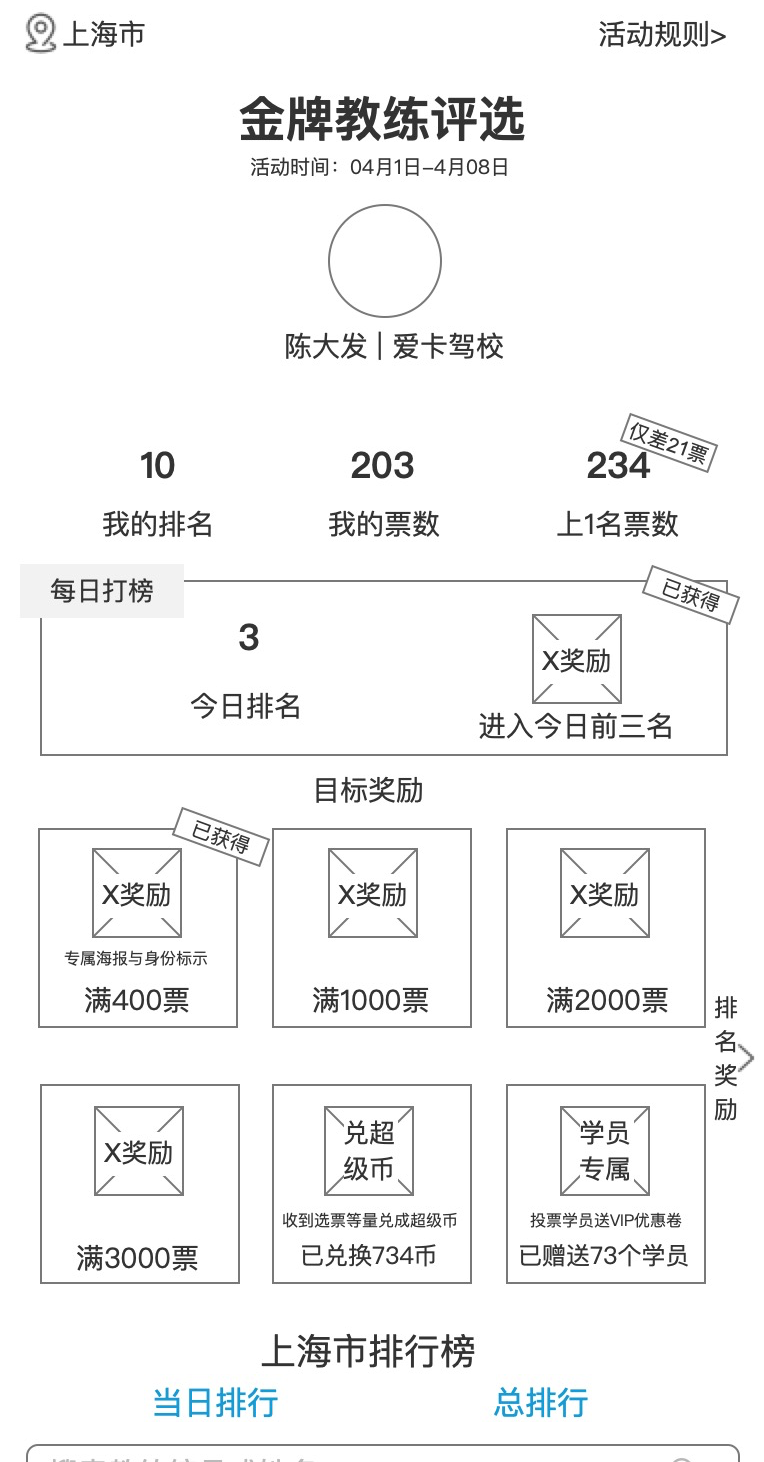 上海市
活动规则>
金牌教练评选
活动时间：04月1日-4月08日
陈大发 | 爱卡驾校
仅差21票
10
203
234
我的排名
我的票数
上1名票数
每日打榜
已获得
3
X奖励
今日排名
进入今日前三名
目标奖励
已获得
X奖励
专属海报与身份标示
满400票
X奖励
满1000票
X奖励
满2000票
排
名
奖
励
X奖励
满3000票
兑超
级币
收到选票等量兑成超级币
已兑换734币
学员
专属
投票学员送VIP优惠卷
已赠送73个学员
上海市排行榜
当日排行
总排行